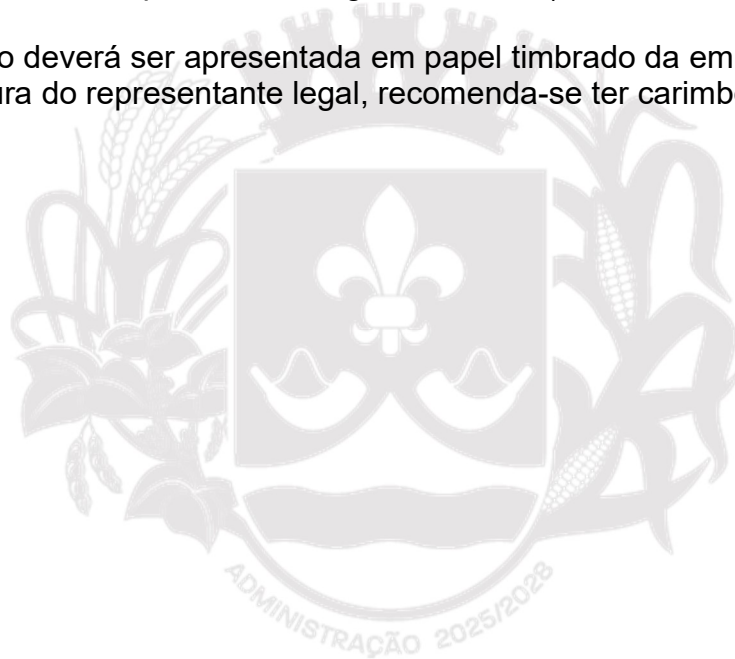 o deverá ser apresentada em papel timbrado da em
ura do representante legal, recomenda-se ter carimb
ADMINISTRAÇÃO 2025/2028